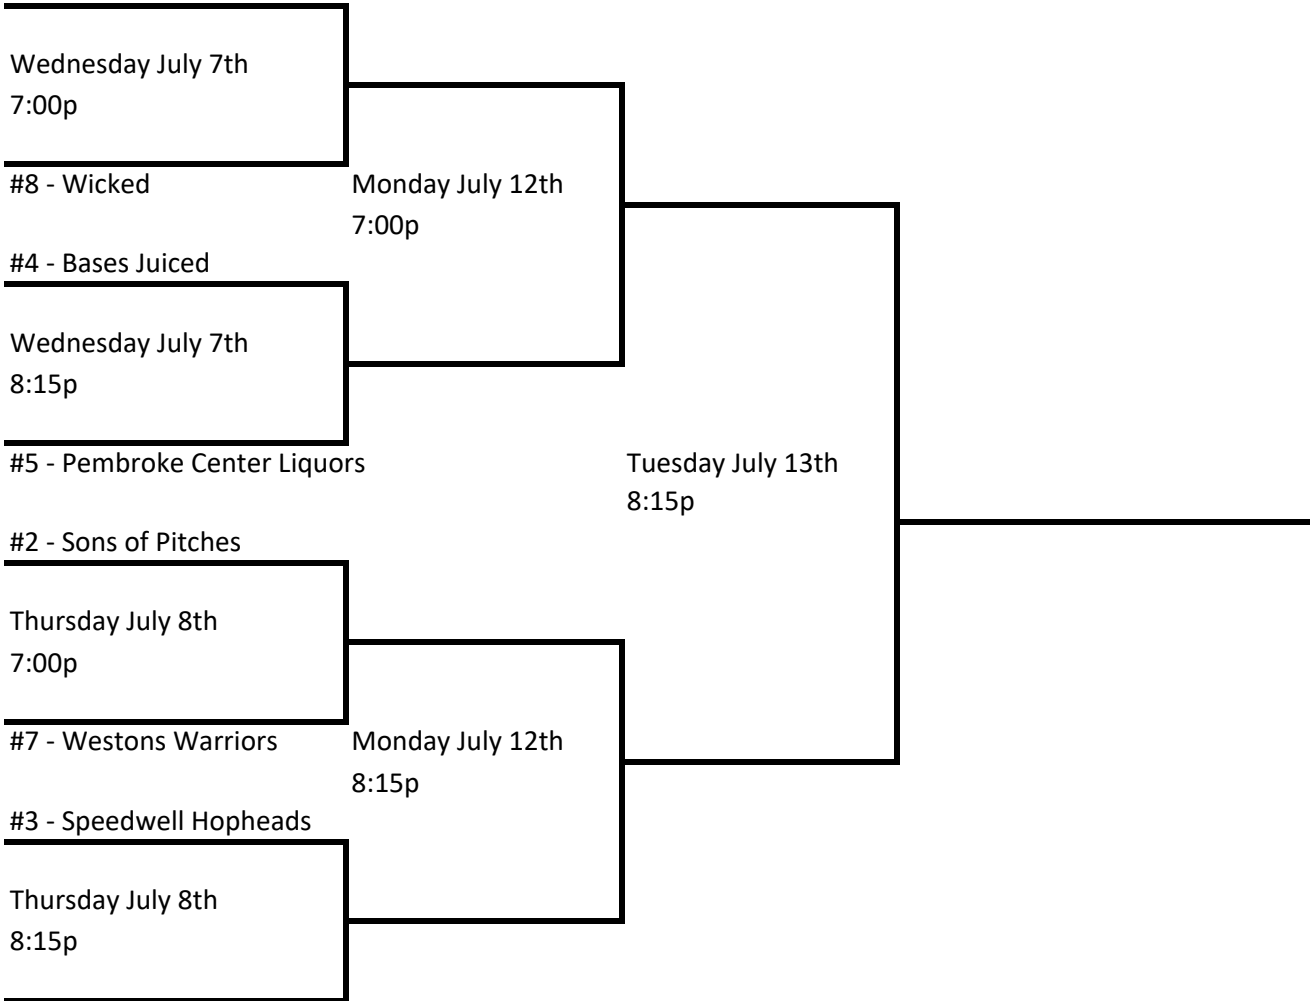 Wednesday July 7th
7:00p
#8 - Wicked
Monday July 12th
7:00p
#4 - Bases Juiced
Wednesday July 7th
8:15p
#5 - Pembroke Center Liquors
Tuesday July 13th
8:15p
#2 - Sons of Pitches
Thursday July 8th
7:00p
#7 - Westons Warriors
Monday July 12th
8:15p
#3 - Speedwell Hopheads
Thursday July 8th
8:15p